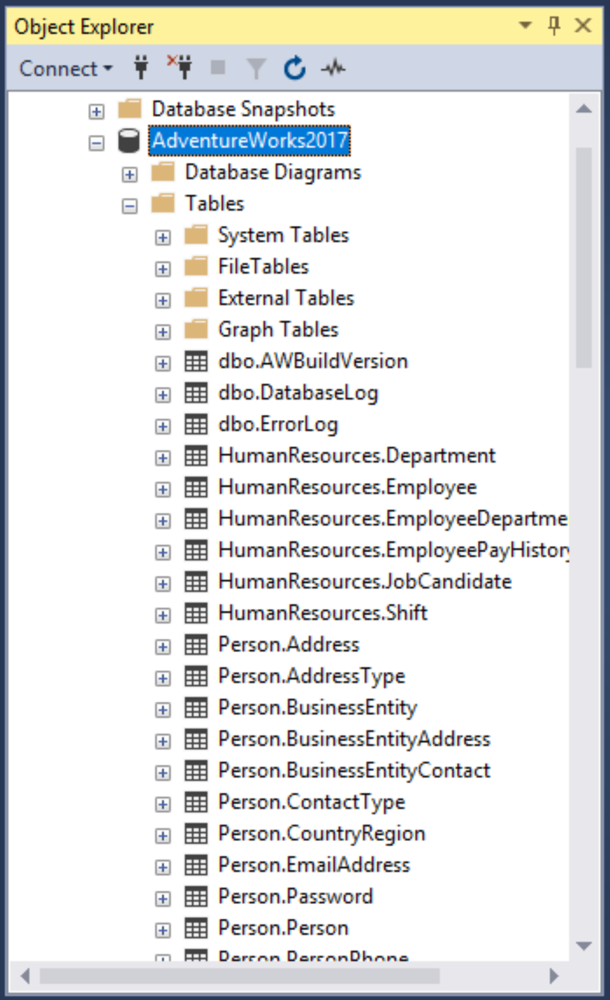 Object Explorer
Connect
Database Snapshots
AdventureWorks2017
Database Diagrams
Tables
System Tables
FileTables
External Tables
Graph Tables
dbo.AWBuildVersion
dbo.DatabaseLog
dbo.ErrorLog
HumanResources.Department
HumanResources.Employee
HumanResources.EmployeeDepartme
HumanResources.EmployeePayHistory
HumanResources.JobCandidate
HumanResources.Shift
Person.Address
Person.AddressType
Person.BusinessEntity
Person.BusinessEntityAddress
Person.BusinessEntityContact
Person.ContactType
Person.CountryRegion
Person.EmailAddress
Person.Password
Person.Person
Person.PersonPhone